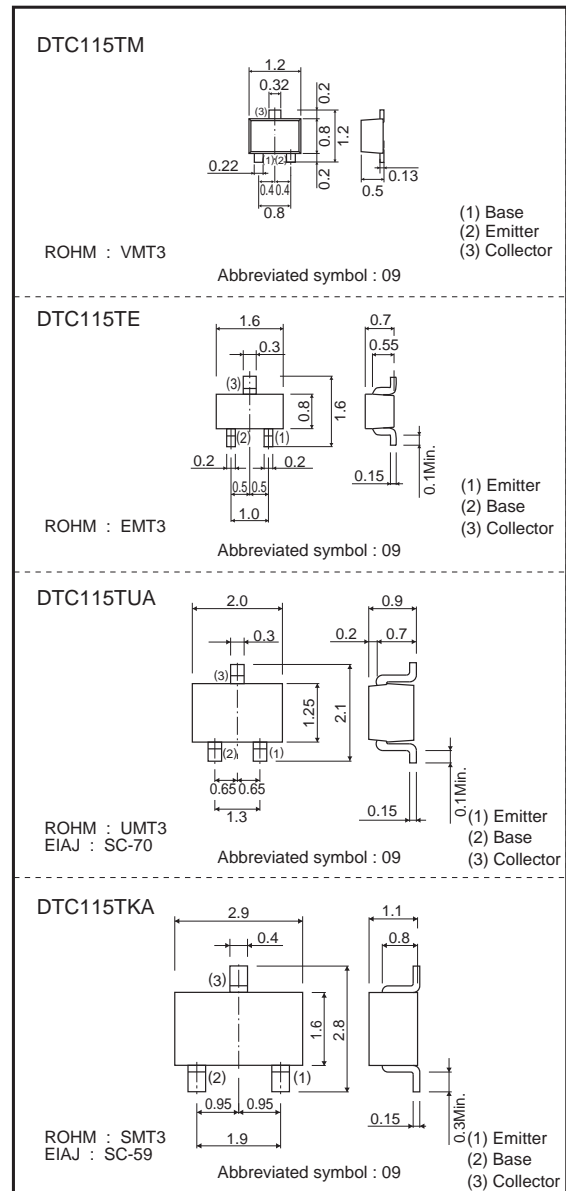 DTC115TM
1.2
0.32
0.2
(3)
0.8
1.2
0.22
(1) (2)
0.4 0.4
0.2
0.13
0.8
0.5
(1) Base
(2) Emitter
(3) Collector
ROHM : VMT3
Abbreviated symbol : 09
DTC115TE
1.6
0.7
0.3
0.55
(3)
0.8
1.6
(2) (1)
0.2 0.2
0.5 0.5
0.15
0.1Min.
1.0
(1) Emitter
(2) Base
(3) Collector
ROHM : EMT3
Abbreviated symbol : 09
DTC115TUA
2.0
0.9
0.3
0.2 0.7
(3)
1.25
2.1
(2) (1)
0.65 0.65
0.15
0.1Min.
1.3
(1) Emitter
(2) Base
(3) Collector
ROHM : UMT3
EIAJ : SC-70
Abbreviated symbol : 09
DTC115TKA
2.9
1.1
0.4
0.8
(3)
1.6
2.8
(2) (1)
0.95 0.95
0.15
0.3Min.
1.9
(1) Emitter
(2) Base
(3) Collector
ROHM : SMT3
EIAJ : SC-59
Abbreviated symbol : 09